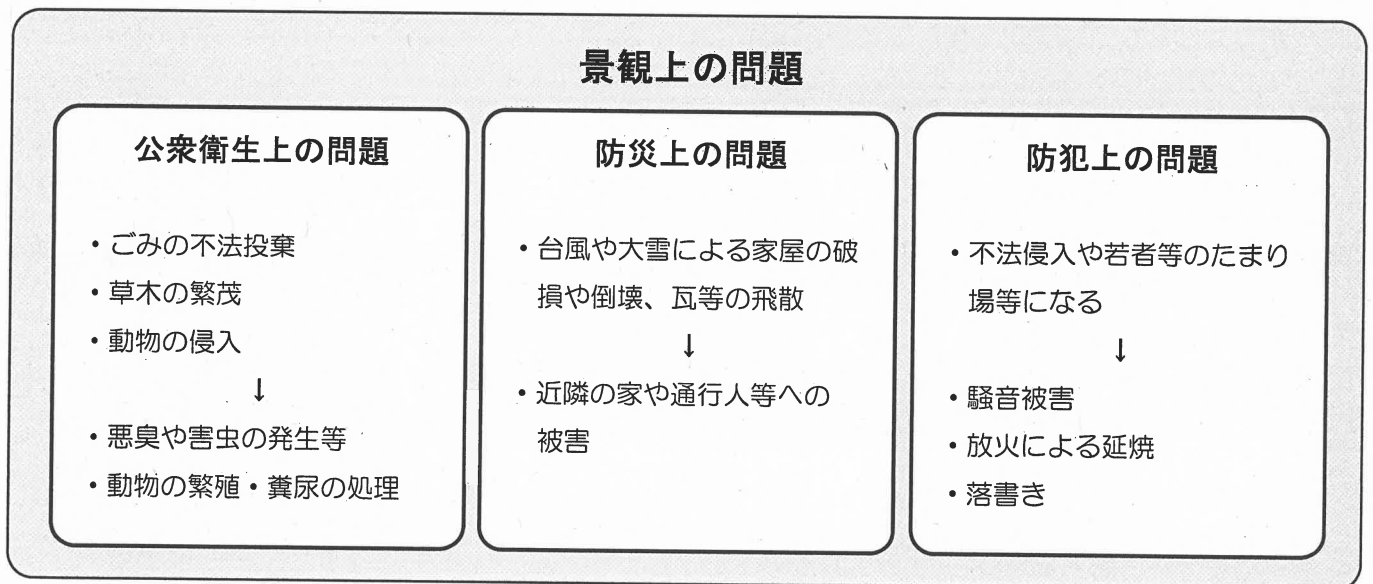 景観上の問題
公衆衛生上の問題
・ごみの不法投棄
・草木の繁茂
・動物の侵入
↓
・悪臭や害虫の発生等
・動物の繁殖・糞尿の処理
防災上の問題
・台風や大雪による家屋の破
損や倒壊、瓦等の飛散
↓
・近隣の家や通行人等への
被害
防犯上の問題
・不法侵入や若者等のたまり
場等になる
↓
・騒音被害
・放火による延焼
・落書き